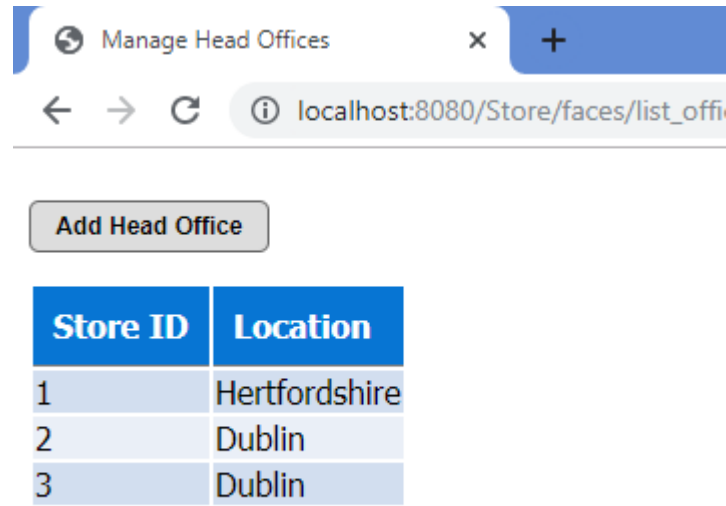 Manage Head Offices
localhost:8080/Store/faces/list_offi
Add Head Office
Store ID Location
1 Hertfordshire
2 Dublin
3 Dublin